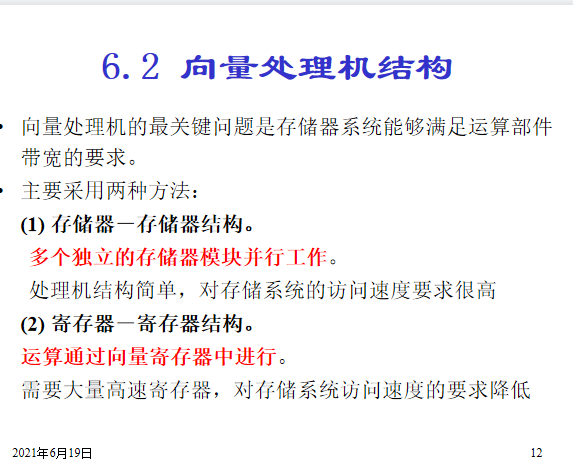 6.2 向量处理机结构
• 向量处理机的最关键问题是存储器系统能够满足运算部件
带宽的要求。
• 主要采用两种方法：
(1) 存储器－存储器结构。
多个独立的存储器模块并行工作。
处理机结构简单，对存储系统的访问速度要求很高
(2) 寄存器－寄存器结构。
运算通过向量寄存器中进行。
需要大量高速寄存器，对存储系统访问速度的要求降低
2021年6月19日
12